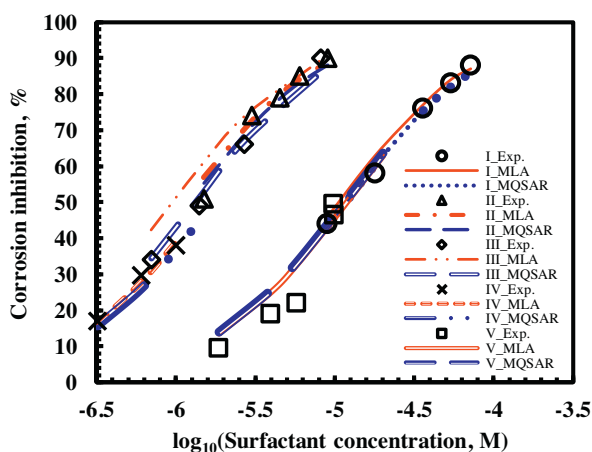 Corrosion inhibition, %
100
90
80
70
60
50
40
30
20
10
0
-6.5 -6 -5.5 -5 -4.5 -4 -3.5
log10(Surfactant concentration, M)
I_Exp.
I_MLA
I_MQSAR
II_Exp.
II_MLA
II_MQSAR
III_Exp.
III_MLA
III_MQSAR
IV_Exp.
IV_MLA
IV_MQSAR
V_Exp.
V_MLA
V_MQSAR